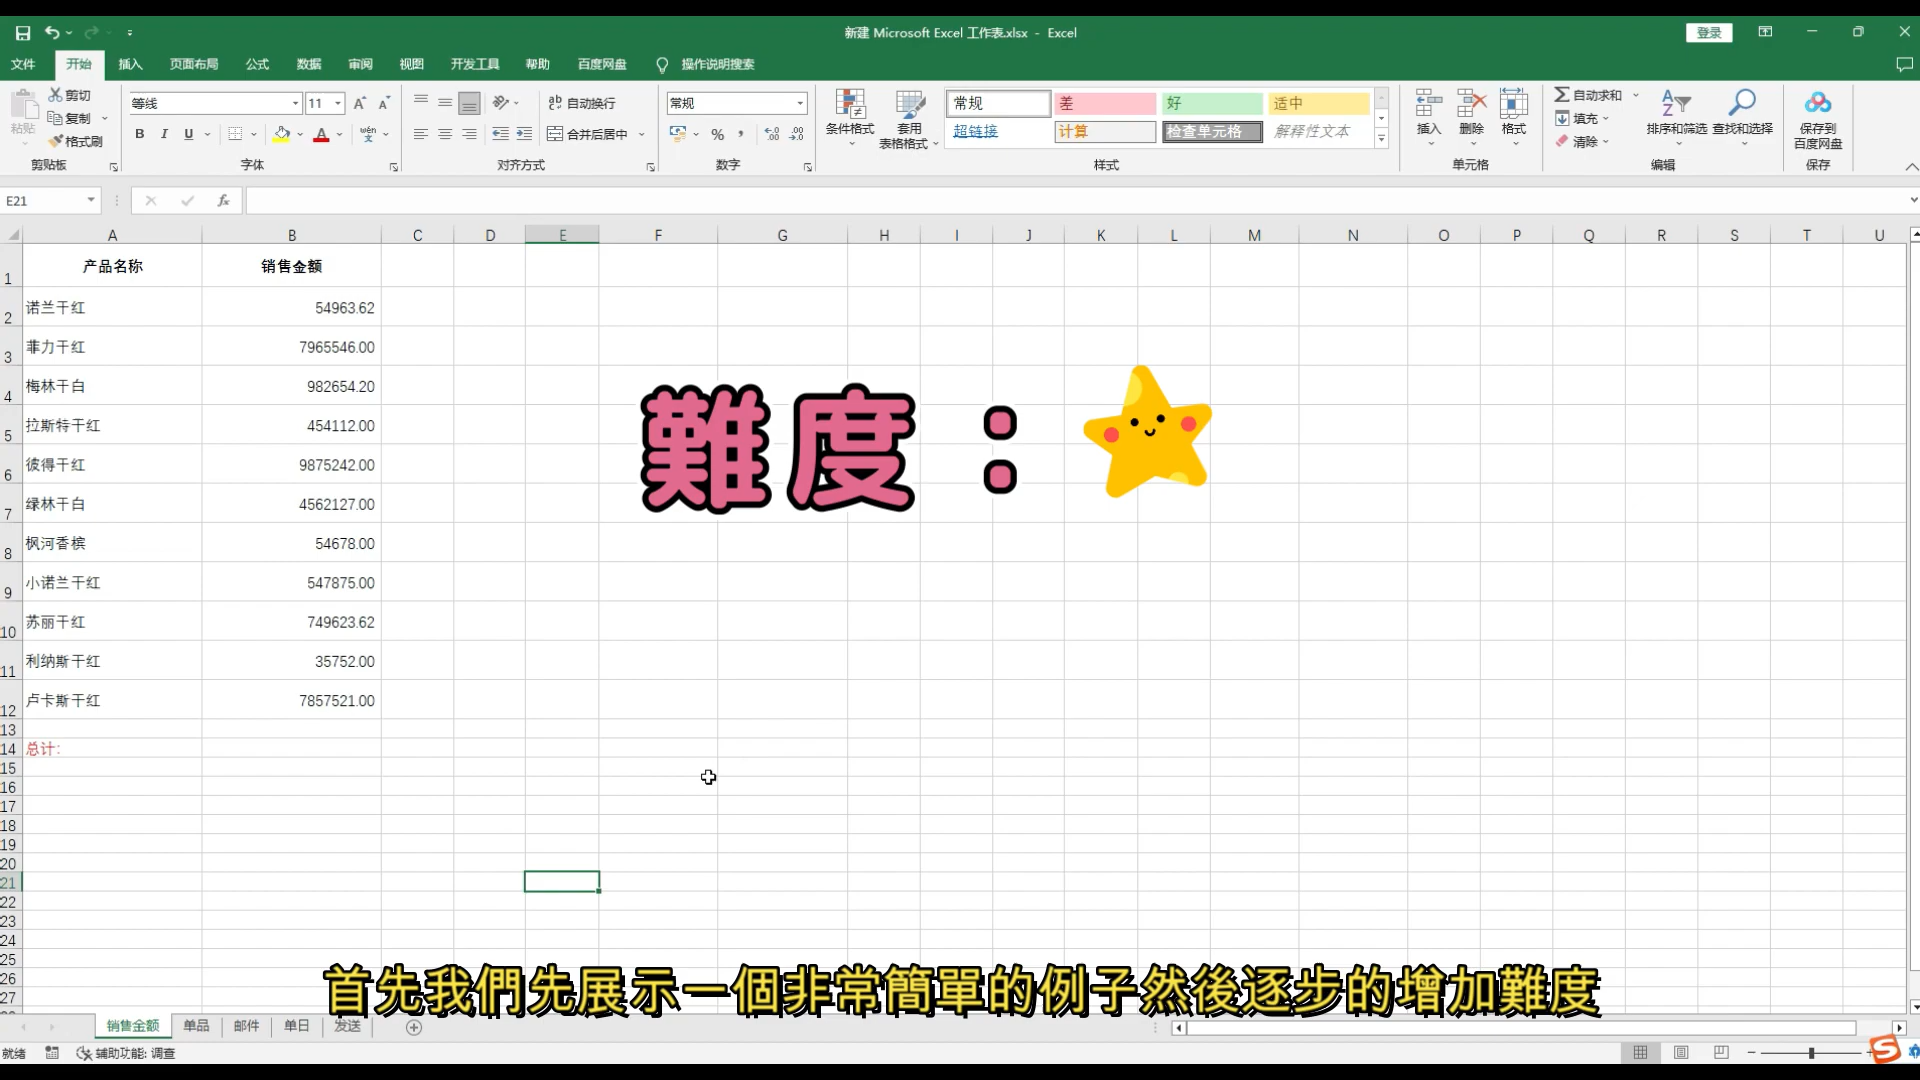 新建 Microsoft Excel 工作表.xlsx - Excel
登录
文件 开始 插入 页面布局 公式 数据 审阅 视图 开发工具 帮助 百度网盘 操作说明搜索
粘贴
剪切
复制
格式刷
剪贴板
等线 11
B I U A wén 文
字体
ab 自动换行
合并后居中
对齐方式
常规
% ,
数字
条件格式
套用
表格格式
常规 差 好 适中
超链接 计算 检查单元格 解释性文本
样式
插入 删除 格式
单元格
自动求和
填充
清除
排序和筛选 查找和选择
编辑
保存到
百度网盘
保存
E21 fx
A B C D E F G H I J K L M N O P Q R S T U
1 产品名称 销售金额
2 诺兰干红 54963.62
3 菲力干红 7965546.00
4 梅林干白 982654.20
5 拉斯特干红 454112.00
6 彼得干红 9875242.00
7 绿林干白 4562127.00
8 枫河香槟 54678.00
9 小诺兰干红 547875.00
10 苏丽干红 749623.62
11 利纳斯干红 35752.00
12 卢卡斯干红 7857521.00
13
14 总计:
15
16
17
18
19
20
21
22
23
24
25
26
27
難度：
首先我們先展示一個非常簡單的例子然後逐步的增加難度
销售金额 单品 邮件 单日 发送
就绪 辅助功能: 调查